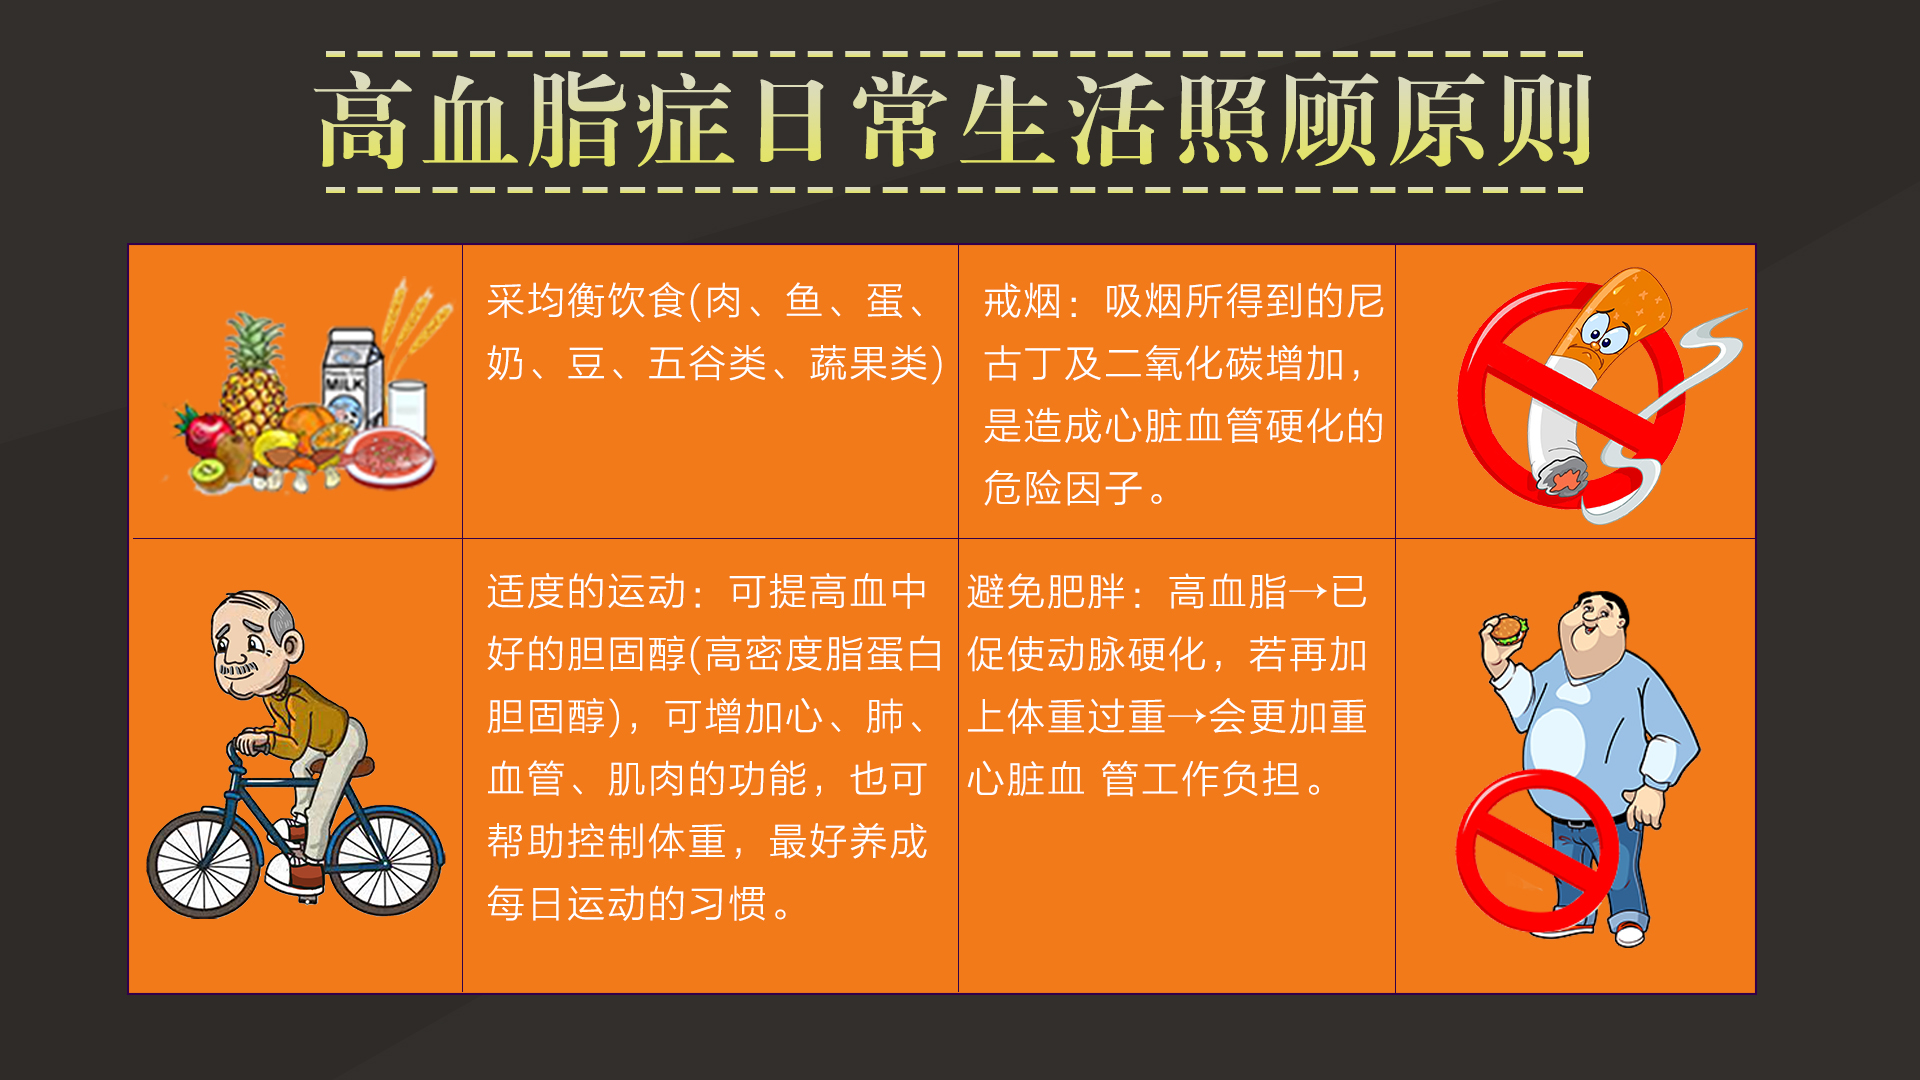 高血脂症日常生活照顾原则
采均衡饮食(肉、鱼、蛋、
奶、豆、五谷类、蔬果类)
戒烟：吸烟所得到的尼
古丁及二氧化碳增加，
是造成心脏血管硬化的
危险因子。
MILK
适度的运动：可提高血中
好的胆固醇(高密度脂蛋白
胆固醇)，可增加心、肺、
血管、肌肉的功能，也可
帮助控制体重，最好养成
每日运动的习惯。
避免肥胖：高血脂→已
促使动脉硬化，若再加
上体重过重→会更加重
心脏血 管工作负担。